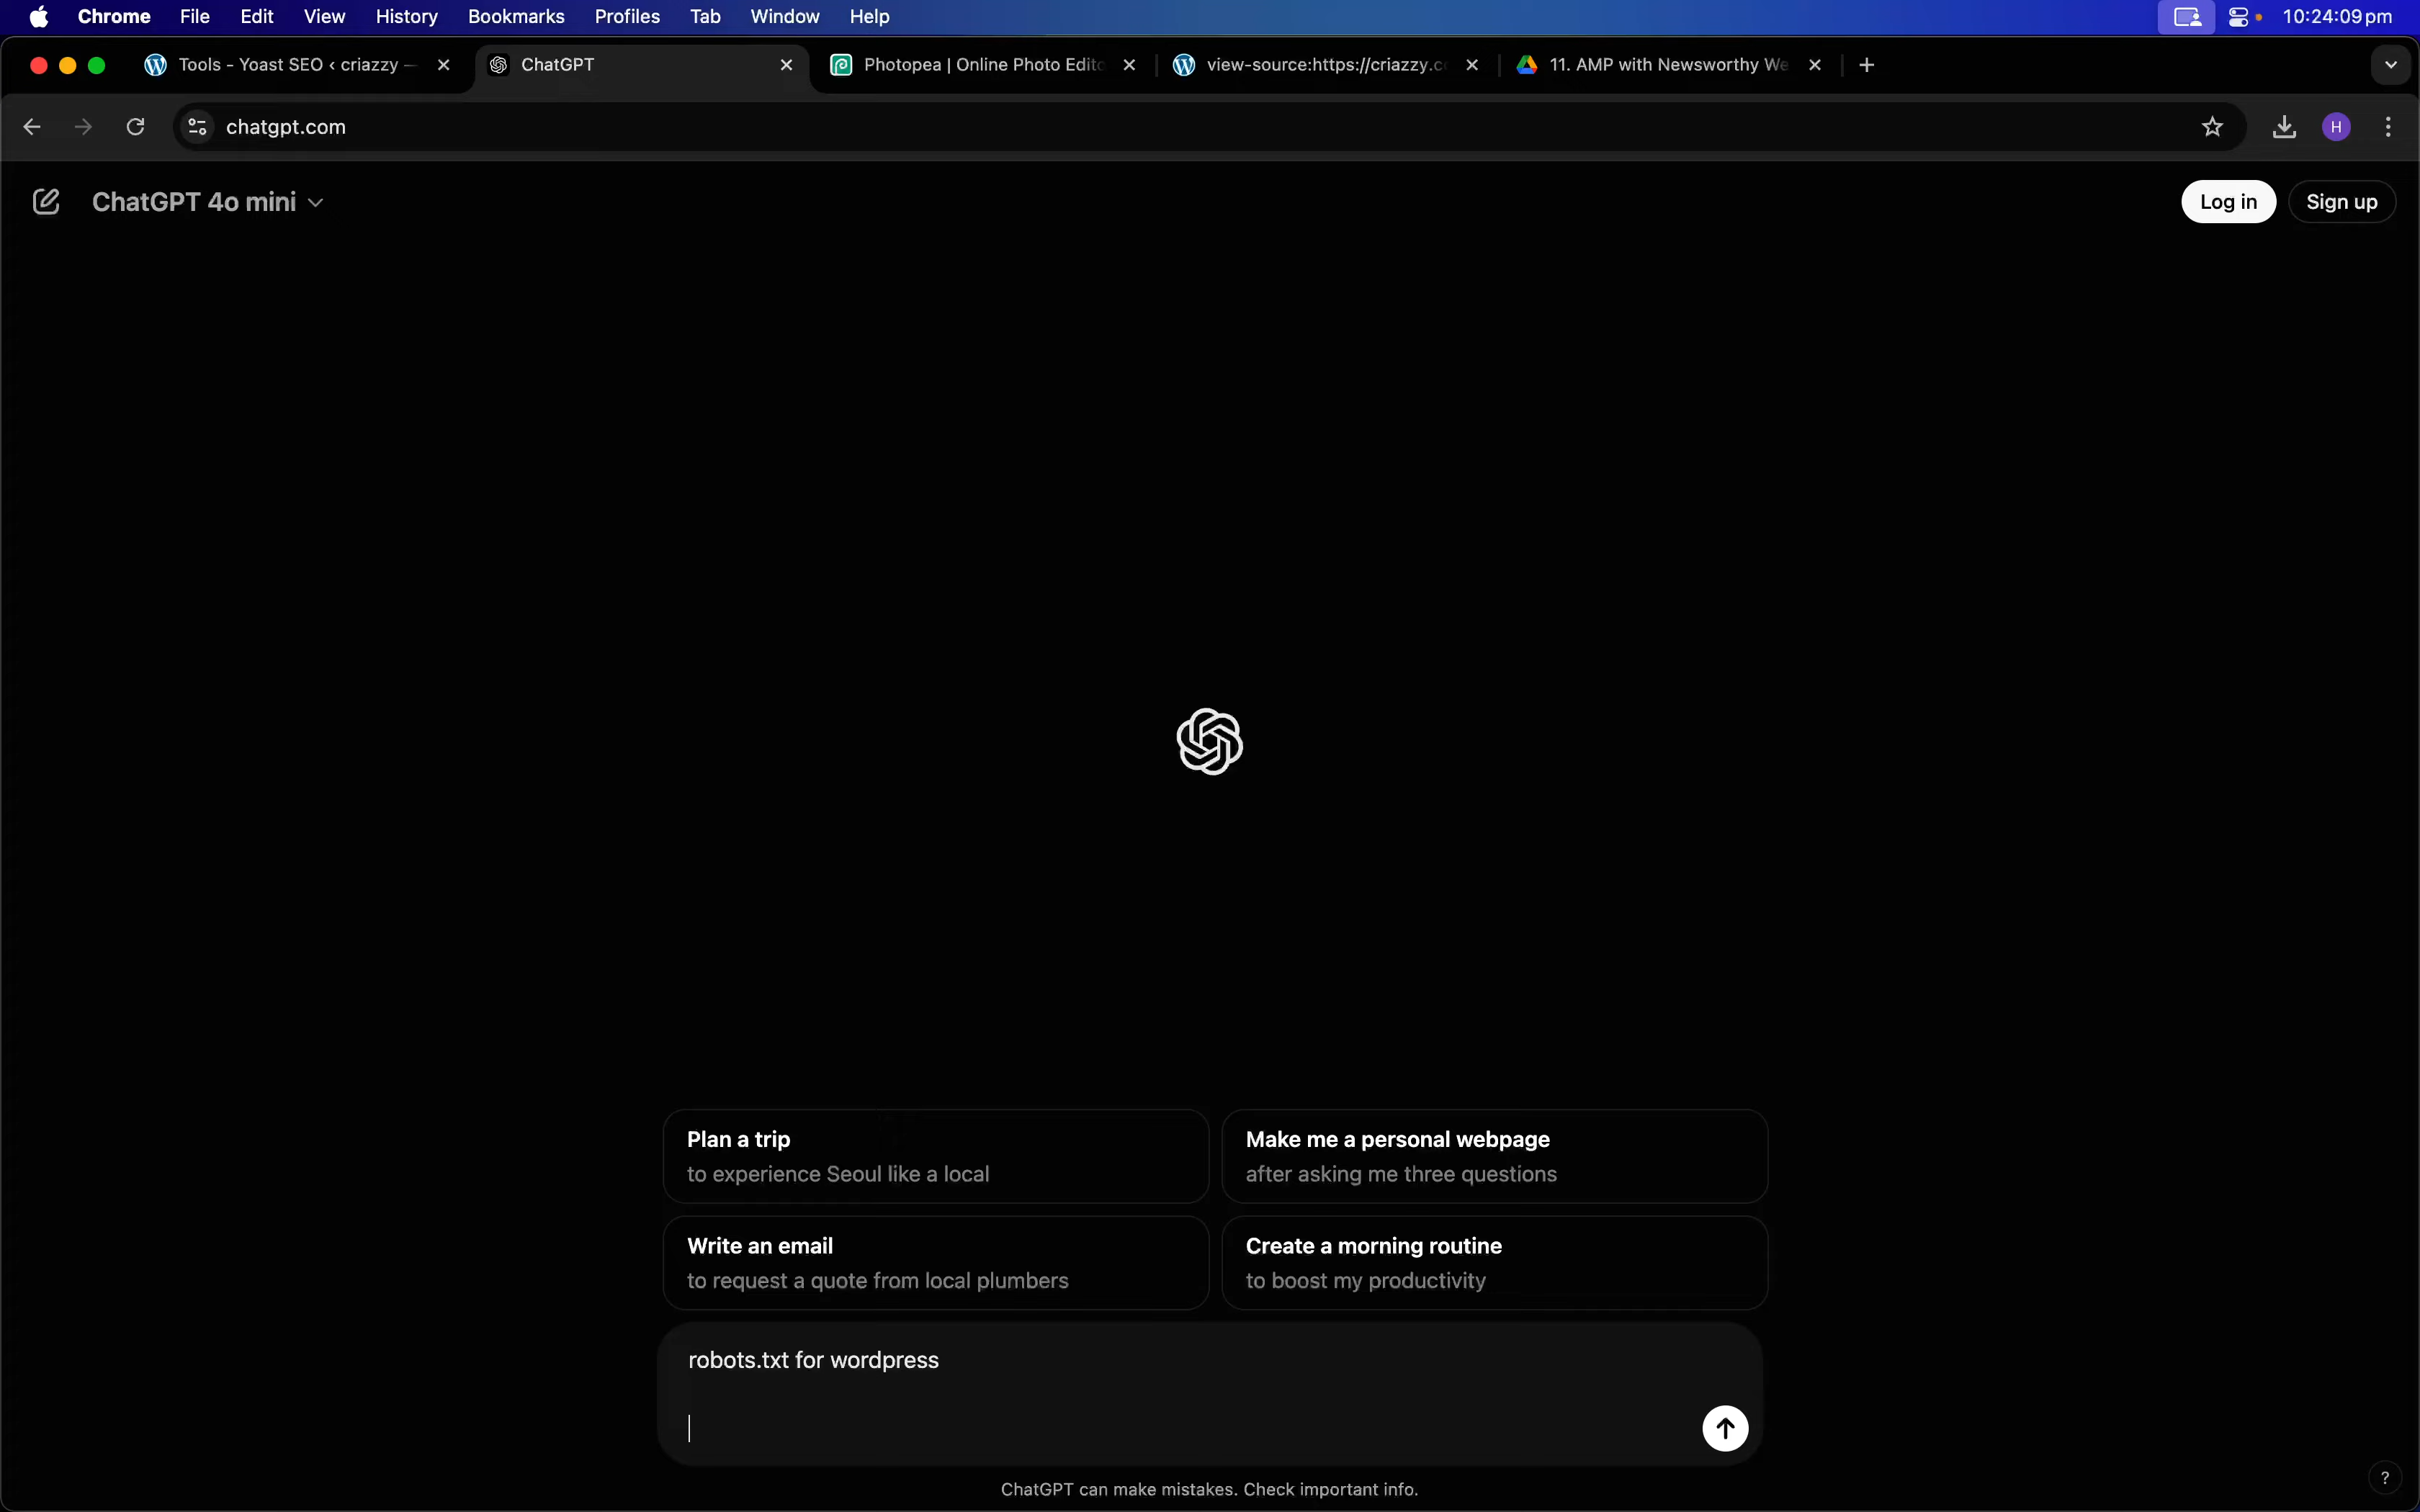 Chrome File Edit View History Bookmarks Profiles Tab Window Help 10:24:09 pm
Tools - Yoast SEO ‹ criazzy — ChatGPT Photopea | Online Photo Edito view-source:https://criazzy.c 11. AMP with Newsworthy We
chatgpt.com H
ChatGPT 4o mini Log in Sign up
Plan a trip
to experience Seoul like a local
Make me a personal webpage
after asking me three questions
Write an email
to request a quote from local plumbers
Create a morning routine
to boost my productivity
robots.txt for wordpress
ChatGPT can make mistakes. Check important info.
?